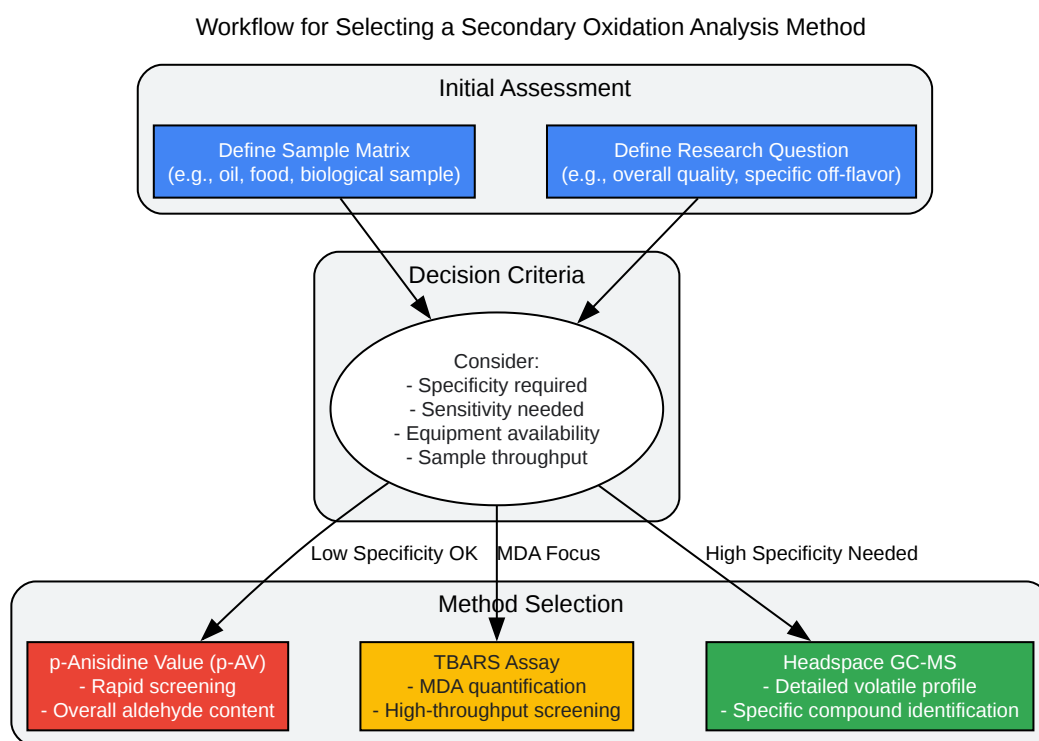 Workflow for Selecting a Secondary Oxidation Analysis Method
Initial Assessment
Define Sample Matrix
(e.g., oil, food, biological sample)
Define Research Question
(e.g., overall quality, specific off-flavor)
Decision Criteria
Consider:
- Specificity required
- Sensitivity needed
- Equipment availability
- Sample throughput
Low Specificity OK
MDA Focus
High Specificity Needed
Method Selection
p-Anisidine Value (p-AV)
- Rapid screening
- Overall aldehyde content
TBARS Assay
- MDA quantification
- High-throughput screening
Headspace GC-MS
- Detailed volatile profile
- Specific compound identification